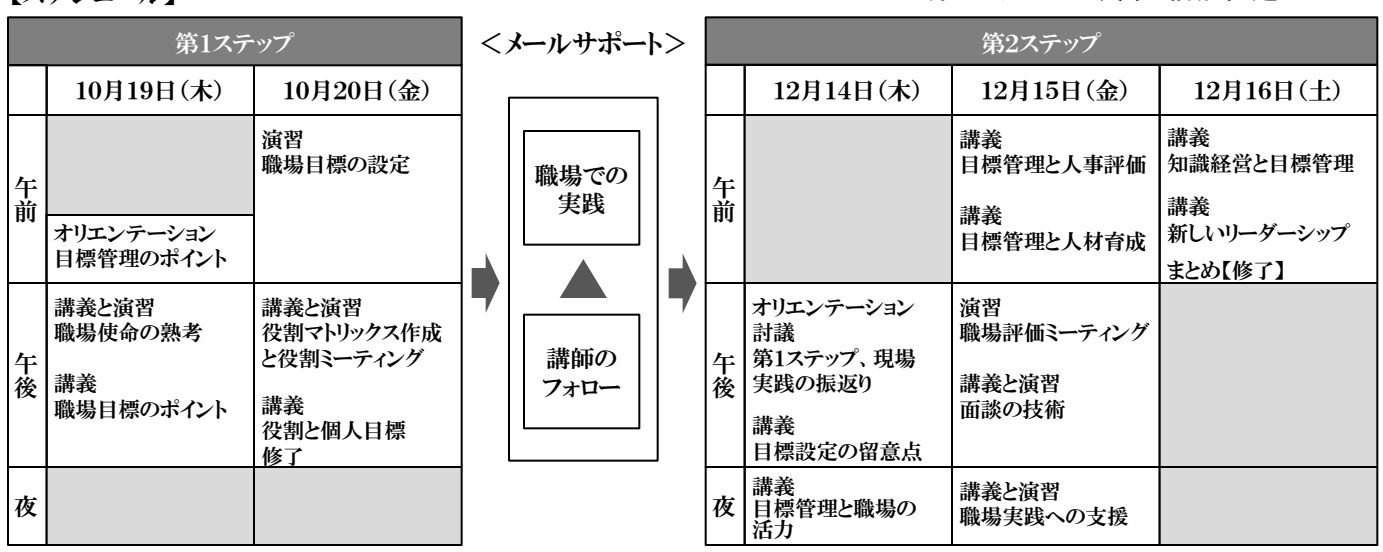 第1ステップ
10月19日(木)
10月20日(金)
午前
オリエンテーション
目標管理のポイント
演習
職場目標の設定
午後
講義と演習
職場使命の熟考
講義
職場目標のポイント
講義と演習
役割マトリックス作成
と役割ミーティング
講義
役割と個人目標
修了
夜
<メールサポート>
職場での
実践
講師の
フォロー
第2ステップ
12月14日(木)
12月15日(金)
12月16日(土)
午前
講義
目標管理と人事評価
講義
目標管理と人材育成
講義
知識経営と目標管理
講義
新しいリーダーシップ
まとめ【修了】
午後
オリエンテーション
討議
第1ステップ、現場
実践の振返り
講義
目標設定の留意点
演習
職場評価ミーティング
講義と演習
面談の技術
夜
講義
目標管理と職場の
活力
講義と演習
職場実践への支援